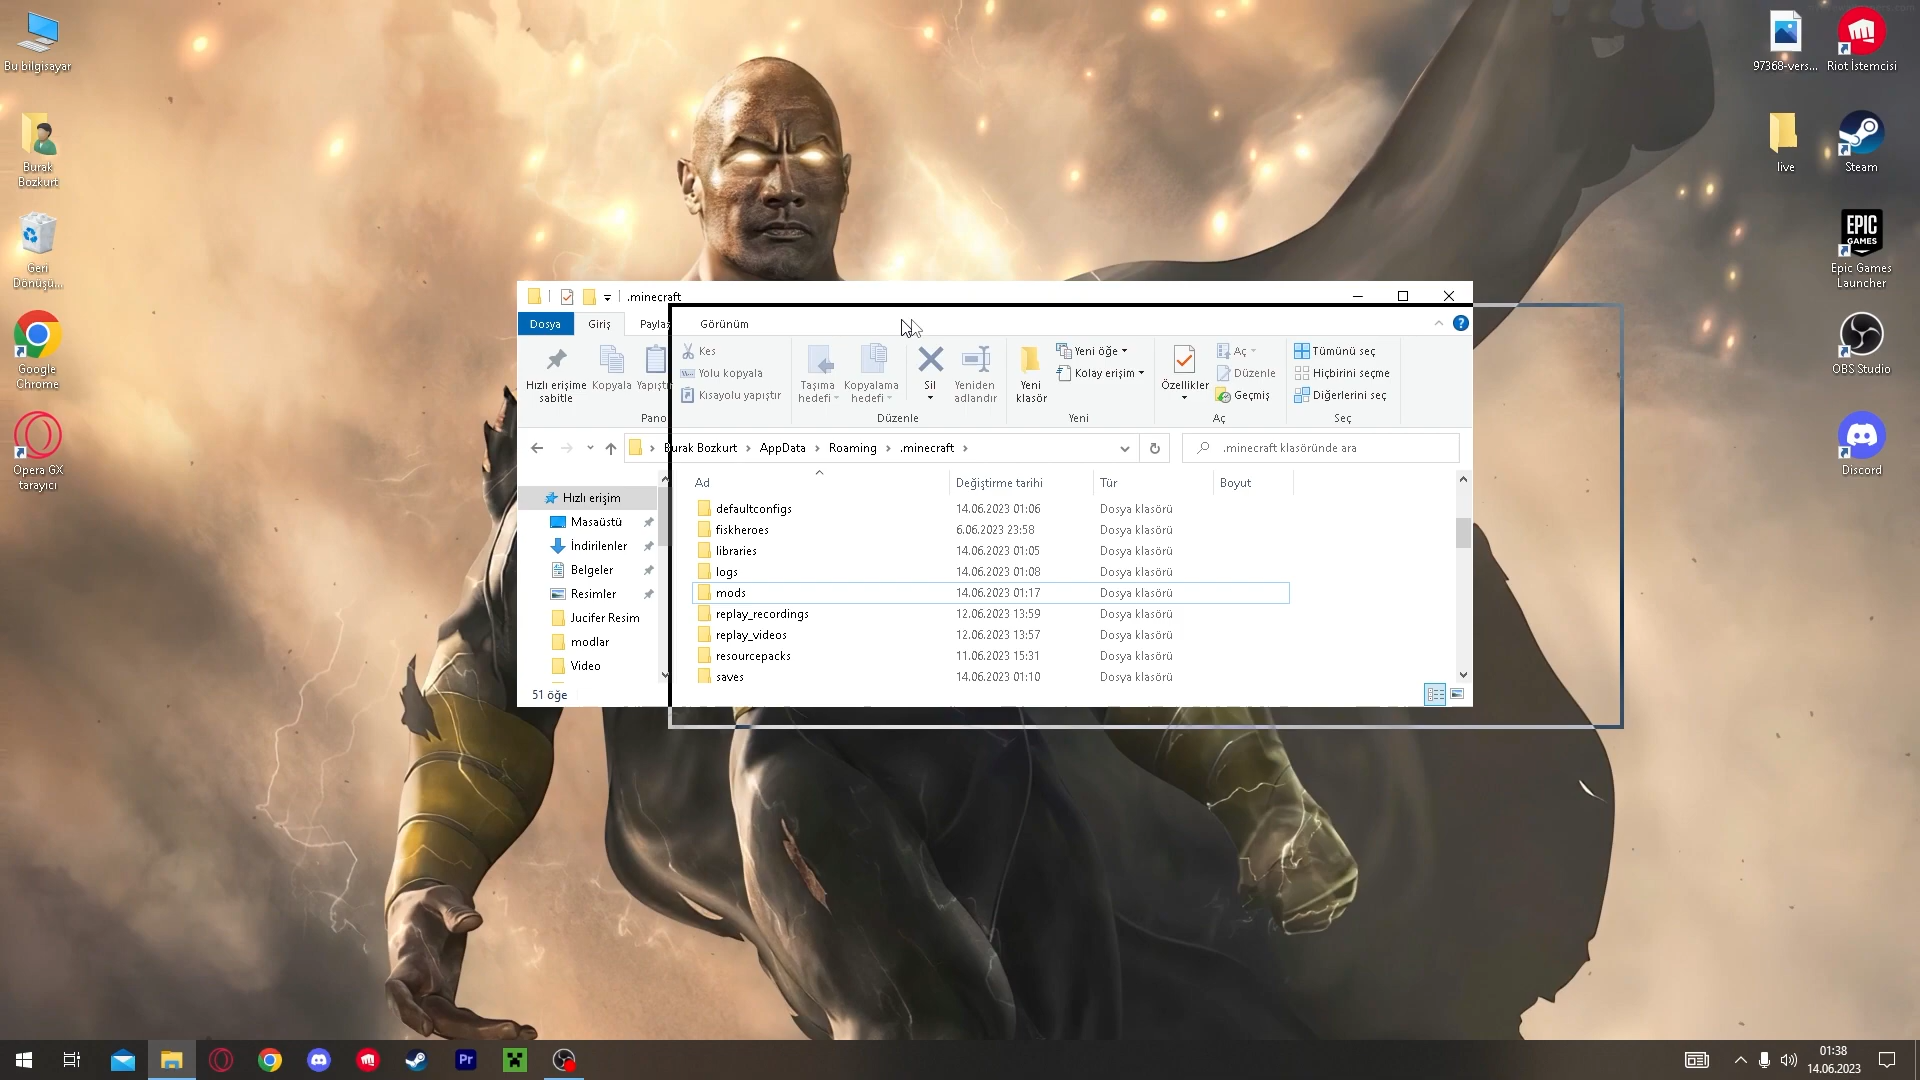 Bu bilgisayar
Burak
Bozkurt
Geri
Dönüşü...
Google
Chrome
Opera GX
tarayıcı
97368-vers...
Riot İstemcisi
live
Steam
EPIC
GAMES
Epic Games
Launcher
OBS Studio
Discord
.minecraft
Dosya
Giriş
Görünüm
Hızlı erişime
sabitle
Kopyala
Kes
Yolu kopyala
Kısayolu yapıştır
Pano
Taşıma
hedefi
Kopyalama
hedefi
Sil
Yeniden
adlandır
Düzenle
Yeni
klasör
Yeni öğe
Kolay erişim
Yeni
Özellikler
Aç
Düzenle
Geçmiş
Aç
Tümünü seç
Hiçbirini seçme
Diğerlerini seç
Seç
Burak Bozkurt > AppData > Roaming > .minecraft >
.minecraft klasöründe ara
Hızlı erişim
Masaüstü
İndirilenler
Belgeler
Resimler
Jucifer Resim
modlar
Video
Ad Değiştirme tarihi Tür Boyut
defaultconfigs 14.06.2023 01:06 Dosya klasörü
fiskheroes 6.06.2023 23:58 Dosya klasörü
libraries 14.06.2023 01:05 Dosya klasörü
logs 14.06.2023 01:08 Dosya klasörü
mods 14.06.2023 01:17 Dosya klasörü
replay_recordings 12.06.2023 13:59 Dosya klasörü
replay_videos 12.06.2023 13:57 Dosya klasörü
resourcepacks 11.06.2023 15:31 Dosya klasörü
saves 14.06.2023 01:10 Dosya klasörü
51 öğe
Pr
01:38
14.06.2023